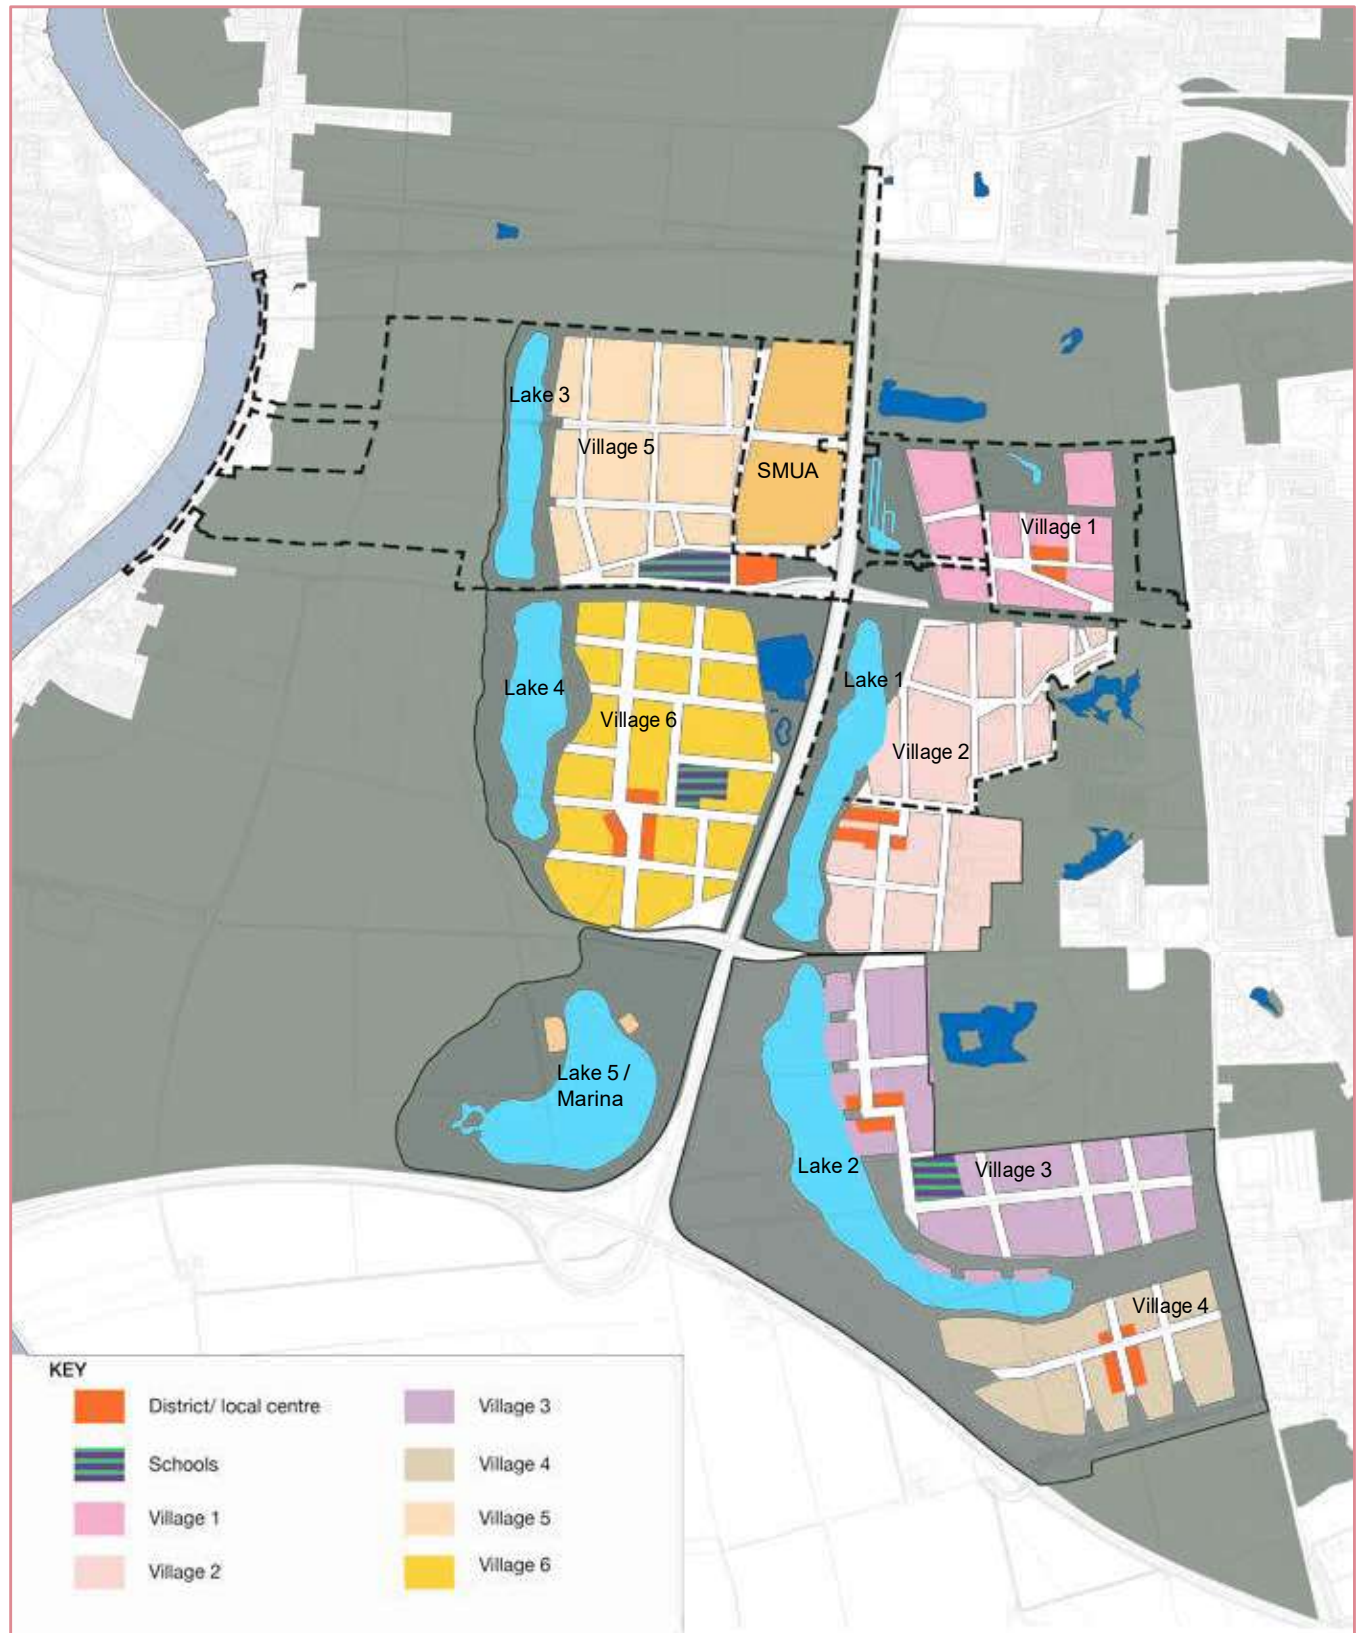 Lake 3
Village 5
SMUA
Village 1
Lake 4
Lake 1
Village 6
Village 2
Lake 5 /
Marina
Lake 2
Village 3
Village 4
KEY
District/ local centre
Schools
Village 1
Village 2
Village 3
Village 4
Village 5
Village 6